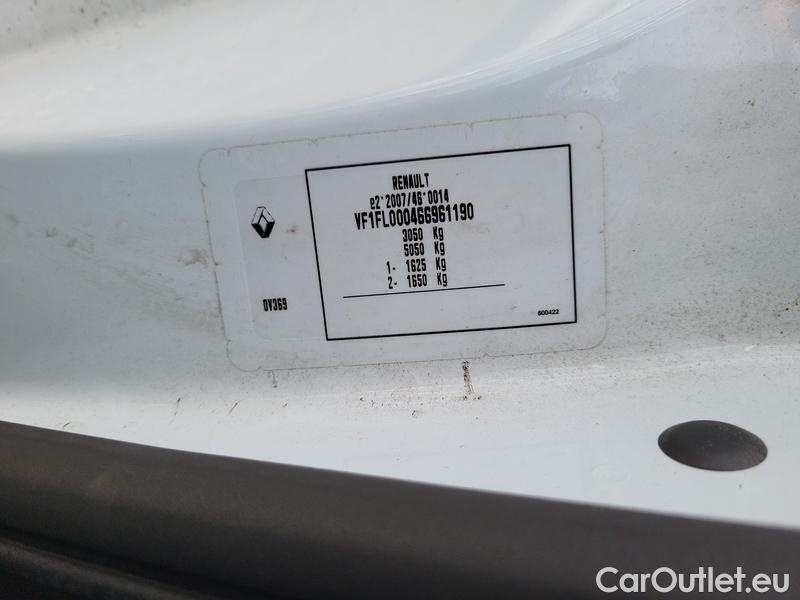 RENAULT
e2*2007/46*0014
VF1FL000466961190
3050 Kg
5050 Kg
1- 1625 Kg
2- 1650 Kg
OV369
600422
CarOutlet.eu